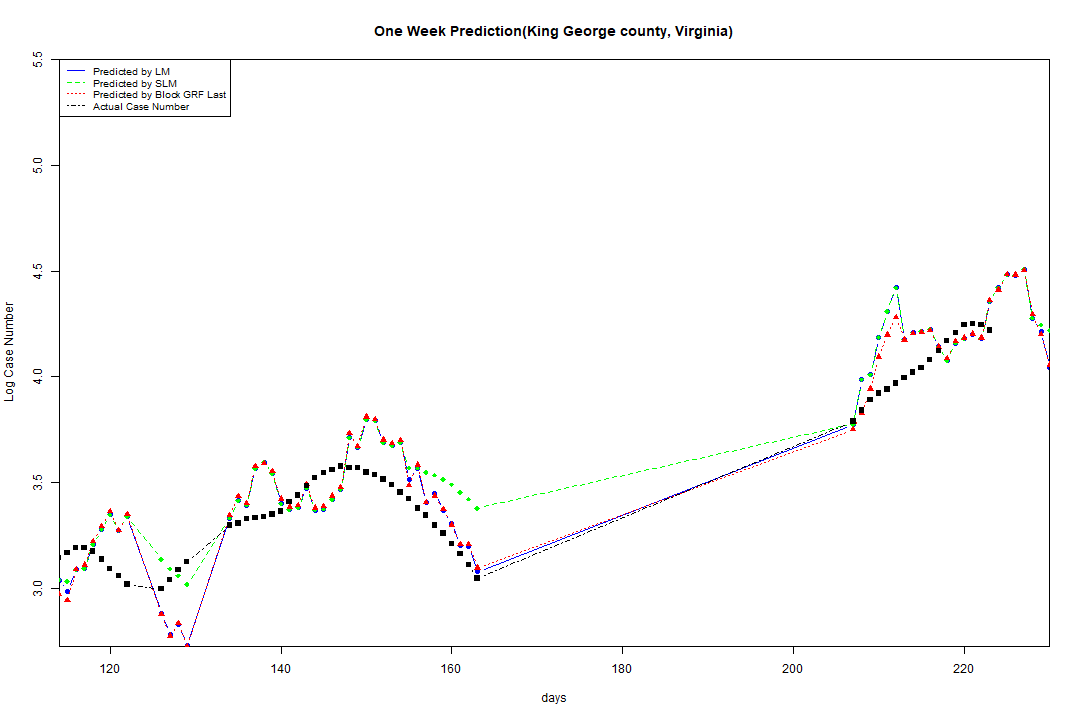 One Week Prediction(King George county, Virginia)
Predicted by LM
Predicted by SLM
Predicted by Block GRF Last
Actual Case Number
5.5
5.0
4.5
4.0
3.5
3.0
Log Case Number
120 140 160 180 200 220
days